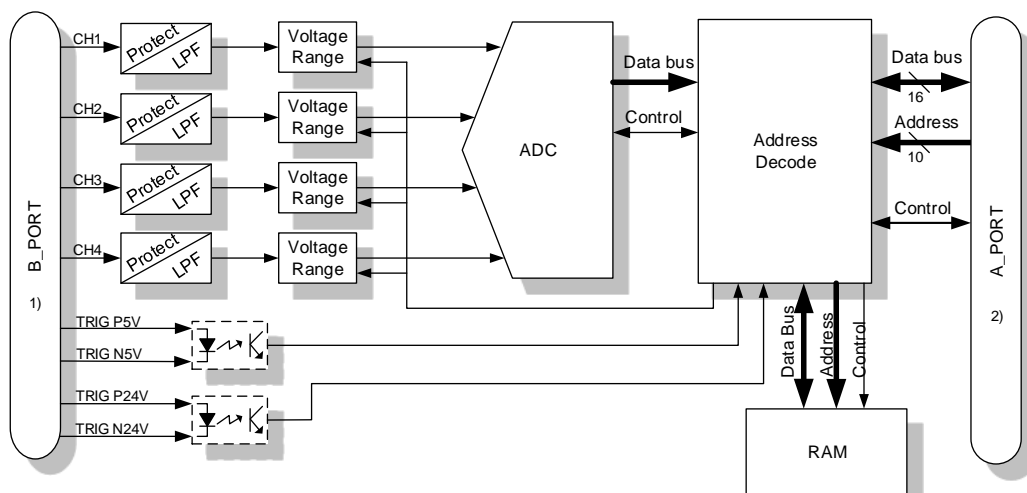 B_PORT
1)
CH1
Protect
LPF
Voltage
Range
CH2
Protect
LPF
Voltage
Range
CH3
Protect
LPF
Voltage
Range
CH4
Protect
LPF
Voltage
Range
TRIG P5V
TRIG N5V
TRIG P24V
TRIG N24V
ADC
Data bus
Control
Address
Decode
Data bus
16
Address
10
Control
A_PORT
2)
Data Bus
Address
Control
RAM